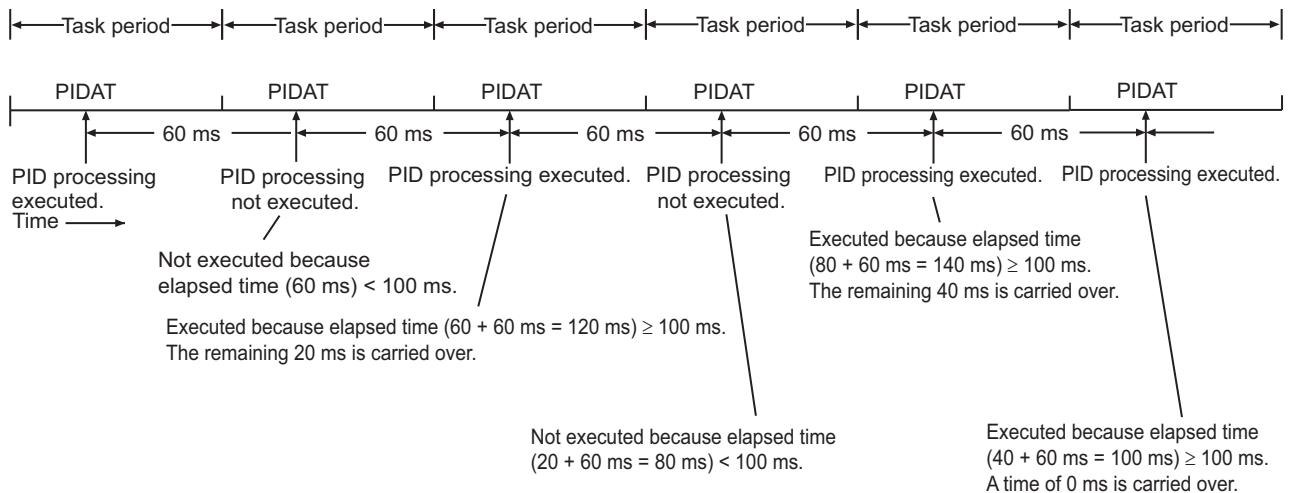 Task period Task period Task period Task period Task period Task period
PIDAT PIDAT PIDAT PIDAT PIDAT PIDAT
60 ms 60 ms 60 ms 60 ms 60 ms
PID processing
executed.
Time
PID processing
not executed.
PID processing executed.
PID processing
not executed.
PID processing executed.
PID processing executed.
Not executed because
elapsed time (60 ms) < 100 ms.
Executed because elapsed time (60 + 60 ms = 120 ms) ≥ 100 ms.
The remaining 20 ms is carried over.
Not executed because elapsed time
(20 + 60 ms = 80 ms) < 100 ms.
Executed because elapsed time
(80 + 60 ms = 140 ms) ≥ 100 ms.
The remaining 40 ms is carried over.
Executed because elapsed time
(40 + 60 ms = 100 ms) ≥ 100 ms.
A time of 0 ms is carried over.